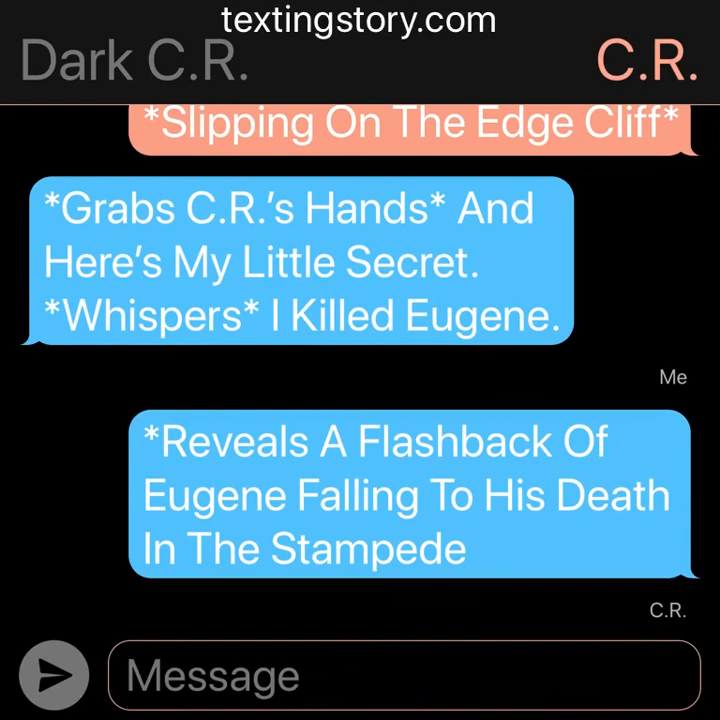 textingstory.com
Dark C.R.
C.R.
*Slipping On The Edge Cliff*
*Grabs C.R.’s Hands* And
Here’s My Little Secret.
*Whispers* I Killed Eugene.
Me
*Reveals A Flashback Of
Eugene Falling To His Death
In The Stampede
C.R.
Message